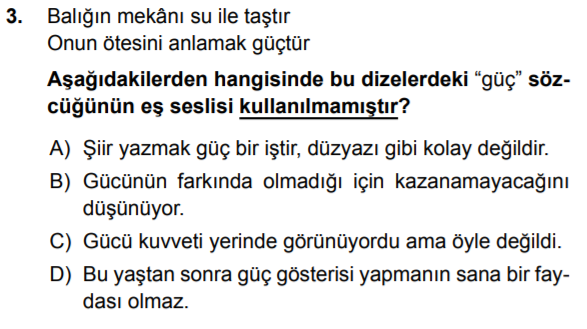 3. Balığın mekânı su ile taştır
Onun ötesini anlamak güçtür
Aşağıdakilerden hangisinde bu dizelerdeki “güç” söz-
cüğünün eş seslisi kullanılmamıştır?
A) Şiir yazmak güç bir iştir, düzyazı gibi kolay değildir.
B) Gücünün farkında olmadığı için kazanamayacağını
düşünüyor.
C) Gücü kuvveti yerinde görünüyordu ama öyle değildi.
D) Bu yaştan sonra güç gösterisi yapmanın sana bir fay-
dası olmaz.